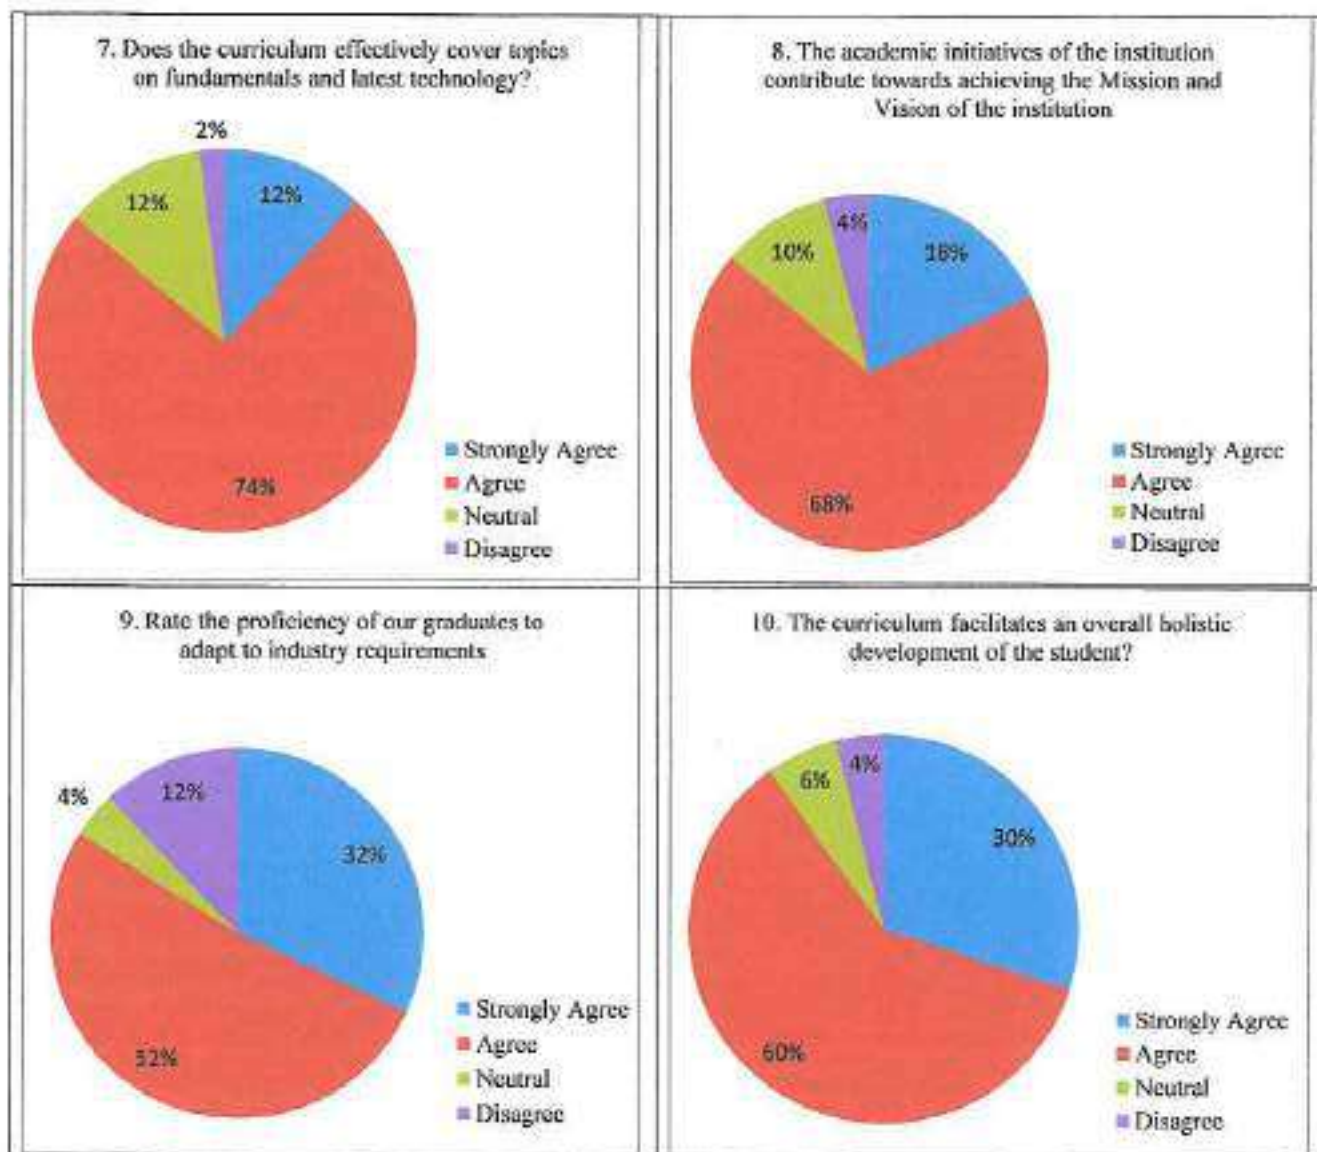 7. Does the curriculum effectively cover topics
on fundamentals and latest technology?
2%
12%
12%
74%
Strongly Agree
Agree
Neutral
Disagree
8. The academic initiatives of the institution
contribute towards achieving the Mission and
Vision of the institution
4%
10%
18%
68%
Strongly Agree
Agree
Neutral
Disagree
9. Rate the proficiency of our graduates to
adapt to industry requirements
4%
12%
32%
52%
Strongly Agree
Agree
Neutral
Disagree
10. The curriculum facilitates an overall holistic
development of the student?
4%
6%
30%
60%
Strongly Agree
Agree
Neutral
Disagree